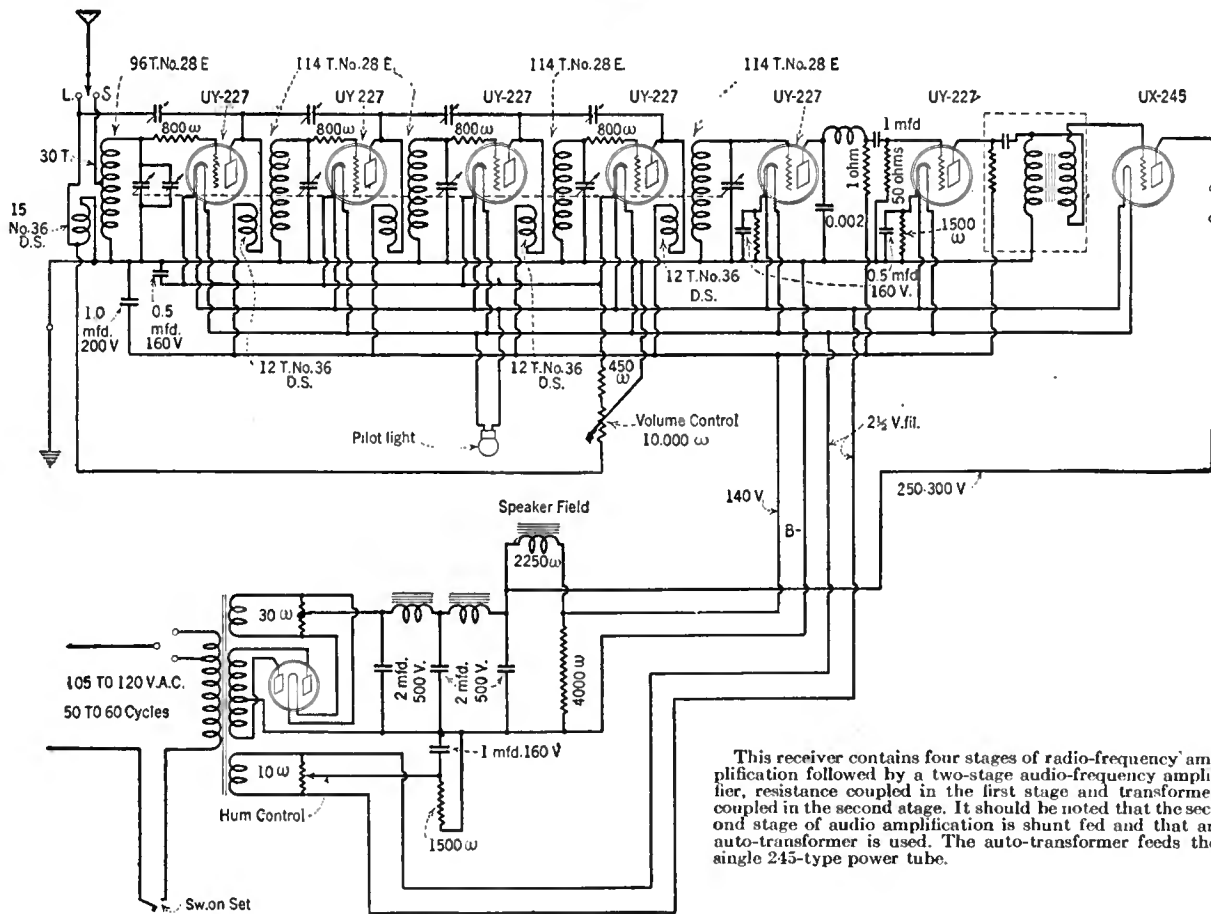 96 T.No.28 E
114 T.No.28 E.
114 T.No.28 E.
114 T.No.28 E
L.
S
UY-227
UY 227
UY-227
UY-227
UY-227
UY-227
UX-245
800ω
800ω
800ω
800ω
1 mfd
30 T.
1 ohm
50 ohms
15
No.36
D.S.
0.002
1500
ω
12 T.No.36
D.S.
0.5 mfd
160 V.
1.0
mfd.
200 V
0.5
mfd.
160 V
12 T.No.36
D.S.
12 T.No.36
D.S.
450
ω
Pilot light
Volume Control
10.000 ω
2½ V.fil.
250-300 V
140 V.
B-
Speaker Field
2250ω
30 ω
105 TO 120 V.A.C.
50 TO 60 Cycles
2 mfd.
500 V.
2 mfd.
500 V.
4000ω
1 mfd.160 V
10ω
Hum Control
1500ω
Sw.on Set
This receiver contains four stages of radio-frequency am
plification followed by a two-stage audio-frequency ampli
fier, resistance coupled in the first stage and transforme
coupled in the second stage. It should be noted that the sec
ond stage of audio amplification is shunt fed and that an
auto-transformer is used. The auto-transformer feeds the
single 245-type power tube.